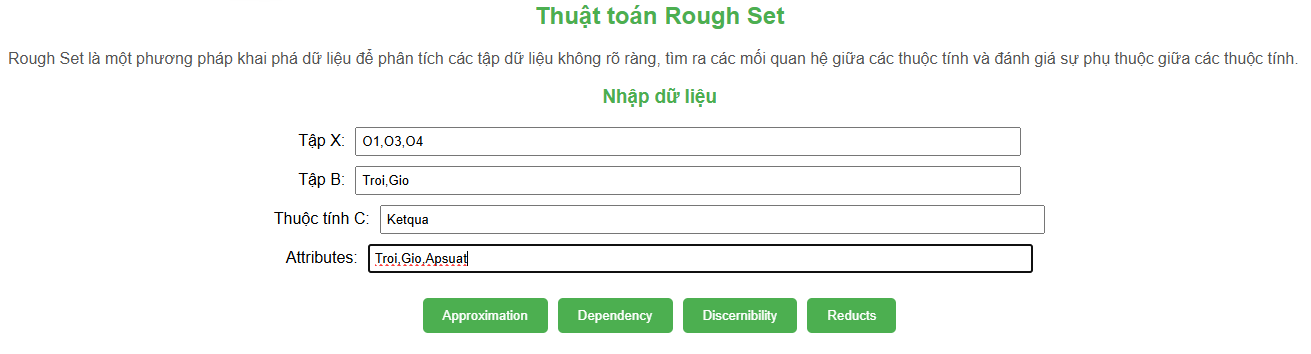 Thuật toán Rough Set
Rough Set là một phương pháp khai phá dữ liệu để phân tích các tập dữ liệu không rõ ràng, tìm ra các mối quan hệ giữa các thuộc tính và đánh giá sự phụ thuộc giữa các thuộc tính.
Nhập dữ liệu
Tập X: O1,O3,O4
Tập B: Troi,Gio
Thuộc tính C: Ketqua
Attributes: Troi,Gio,Apsuat
Approximation Dependency Discernibility Reducts